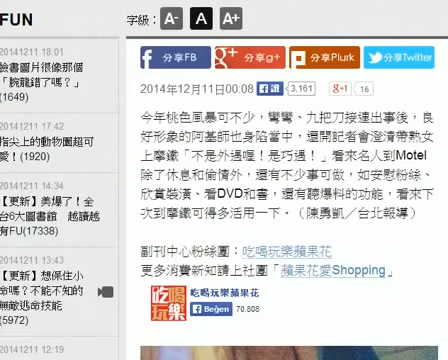 FUN
20141211 18:01
臉書圖片很像那個
「腕龍錯了嗎？」
(1649)
20141211 17:42
指尖上的動物園超可
愛！(1920)
20141211 14:34
【更新】美爆了！全
台6大圖書館　越讀越
有FU(17338)
20141211 13:43
【更新】想保住小
命嗎？不能不知的
無敵逃命技能
(5972)
20141211 12:19
字級：
A-
A
A+
分享FB
分享g+
分享Plurk
分享Twitter
2014年12月11日00:08
讚
3,161
g+1
16
今年桃色風暴可不少，彎彎、九把刀接連出事後，良
好形象的阿基師也身陷當中，還開記者會澄清帶熟女
上摩鐵「不是外遇喔！是巧遇！」看來名人到Motel
除了休息和偷情外，還有不少事可做，如安慰粉絲、
欣賞裝潢、看DVD和書，還有聽爆料的功能，看來下
次到摩鐵可得多活用一下。（陳勇凱／台北報導）
副刊中心粉絲團：吃喝玩樂蘋果花
更多消費新知請上社團「蘋果花愛Shopping」
吃喝玩樂
吃喝玩樂蘋果花
Beğen
70.808